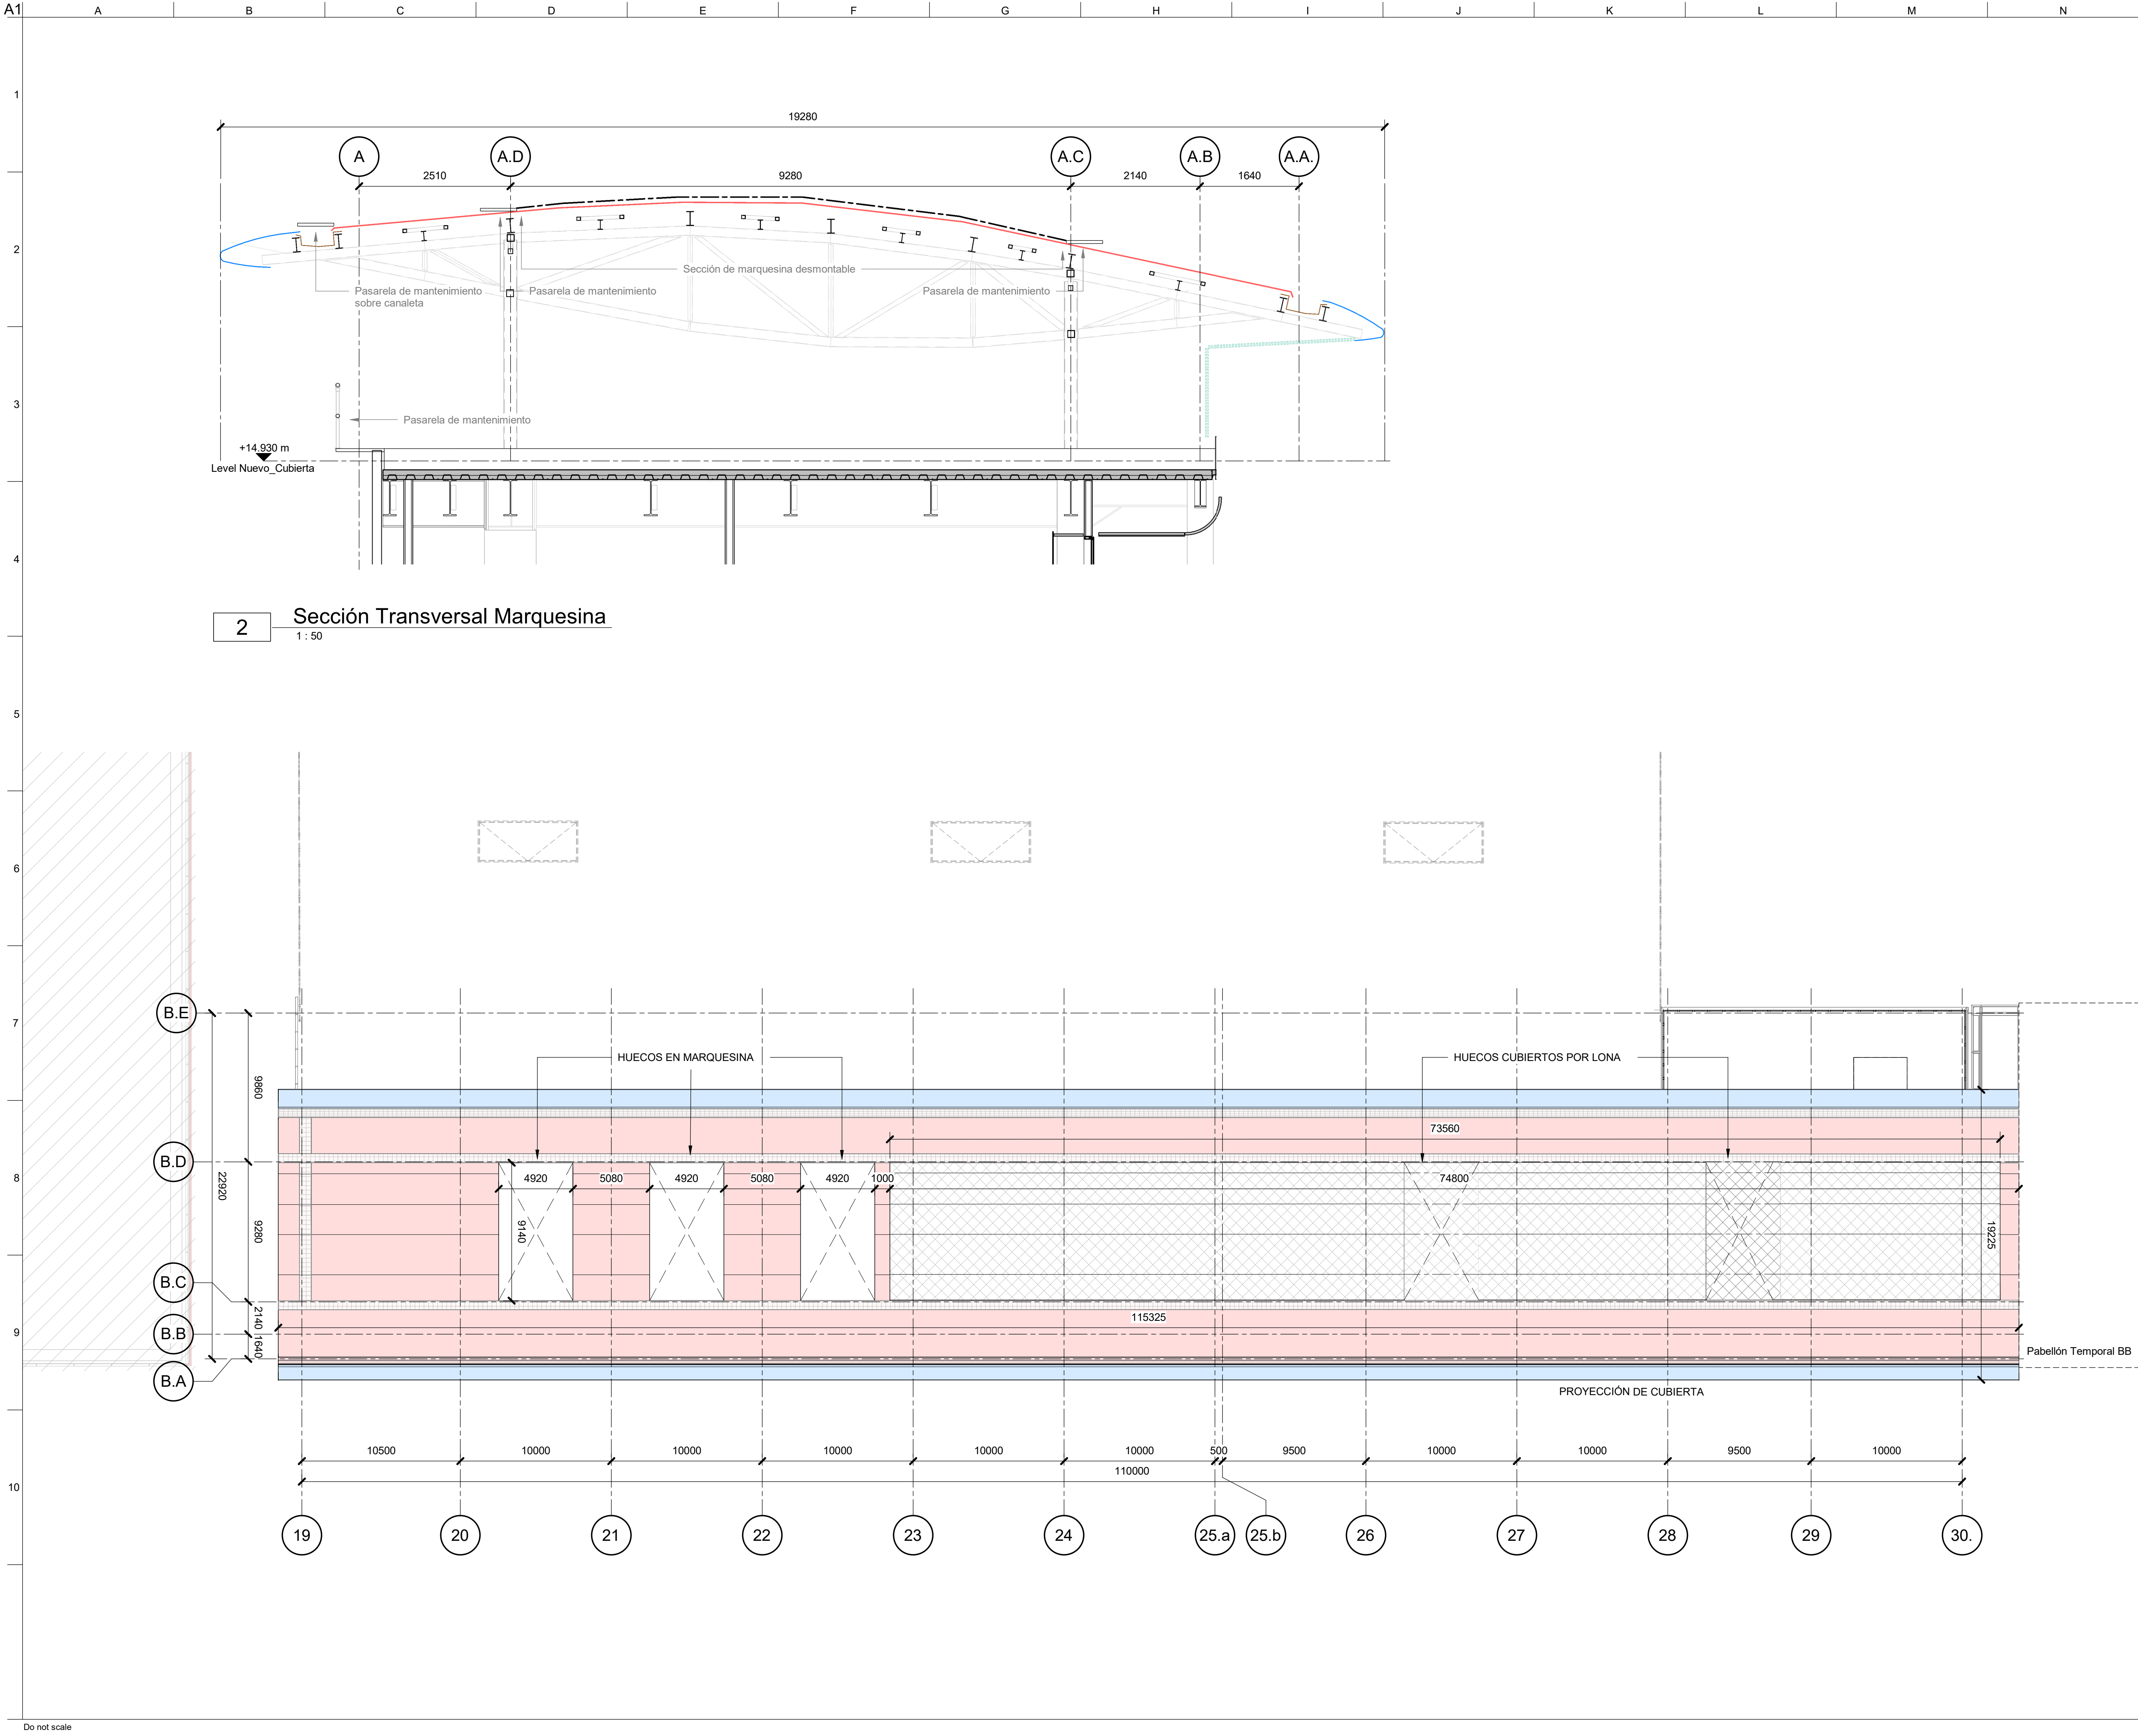 A1
A B C D E F G H I J K L M N
1
19280
A A.D A.C A.B A.A.
2510 9280 2140 1640
2
Sección de marquesina desmontable
Pasarela de mantenimiento
sobre canaleta
Pasarela de mantenimiento
Pasarela de mantenimiento
3
Pasarela de mantenimiento
+14.930 m
Level Nuevo_Cubierta
4
2 Sección Transversal Marquesina
1 : 50
5
6
7
B.E
HUECOS EN MARQUESINA HUECOS CUBIERTOS POR LONA
9860
73560
B.D
8
22920
4920 5080 4920 5080 4920 1000 74800
9280
9140
19225
B.C
2140
115325
9
B.B
1640
Pabellón Temporal BB
B.A
PROYECCIÓN DE CUBIERTA
10500 10000 10000 10000 10000 10000 500 9500 10000 10000 9500 10000
110000
10
19 20 21 22 23 24 25.a 25.b 26 27 28 29 30.
Do not scale